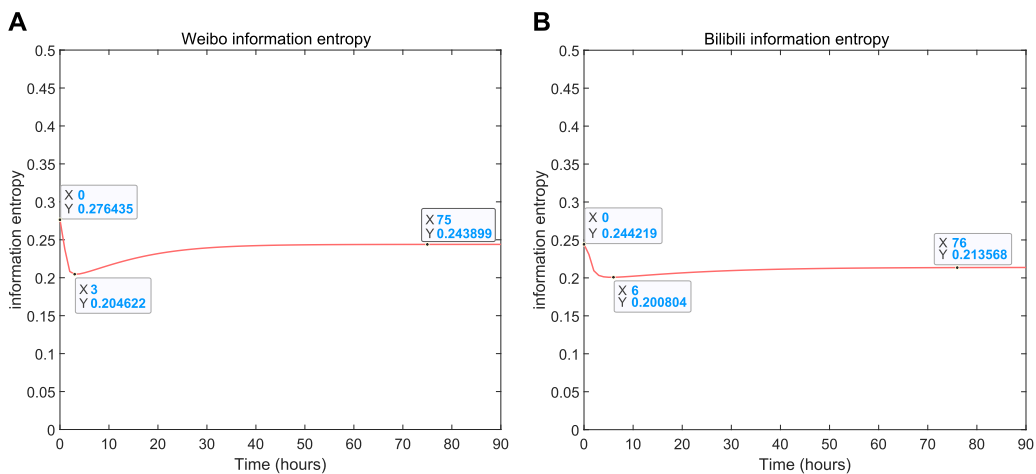 A
Weibo information entropy
0.5
0.45
0.4
0.35
0.3
0.25
0.2
0.15
0.1
0.05
0
information entropy
X 0
Y 0.276435
X 3
Y 0.204622
X 75
Y 0.243899
0 10 20 30 40 50 60 70 80 90
Time (hours)
B
Bilibili information entropy
0.5
0.45
0.4
0.35
0.3
0.25
0.2
0.15
0.1
0.05
0
information entropy
X 0
Y 0.244219
X 6
Y 0.200804
X 76
Y 0.213568
0 10 20 30 40 50 60 70 80 90
Time (hours)